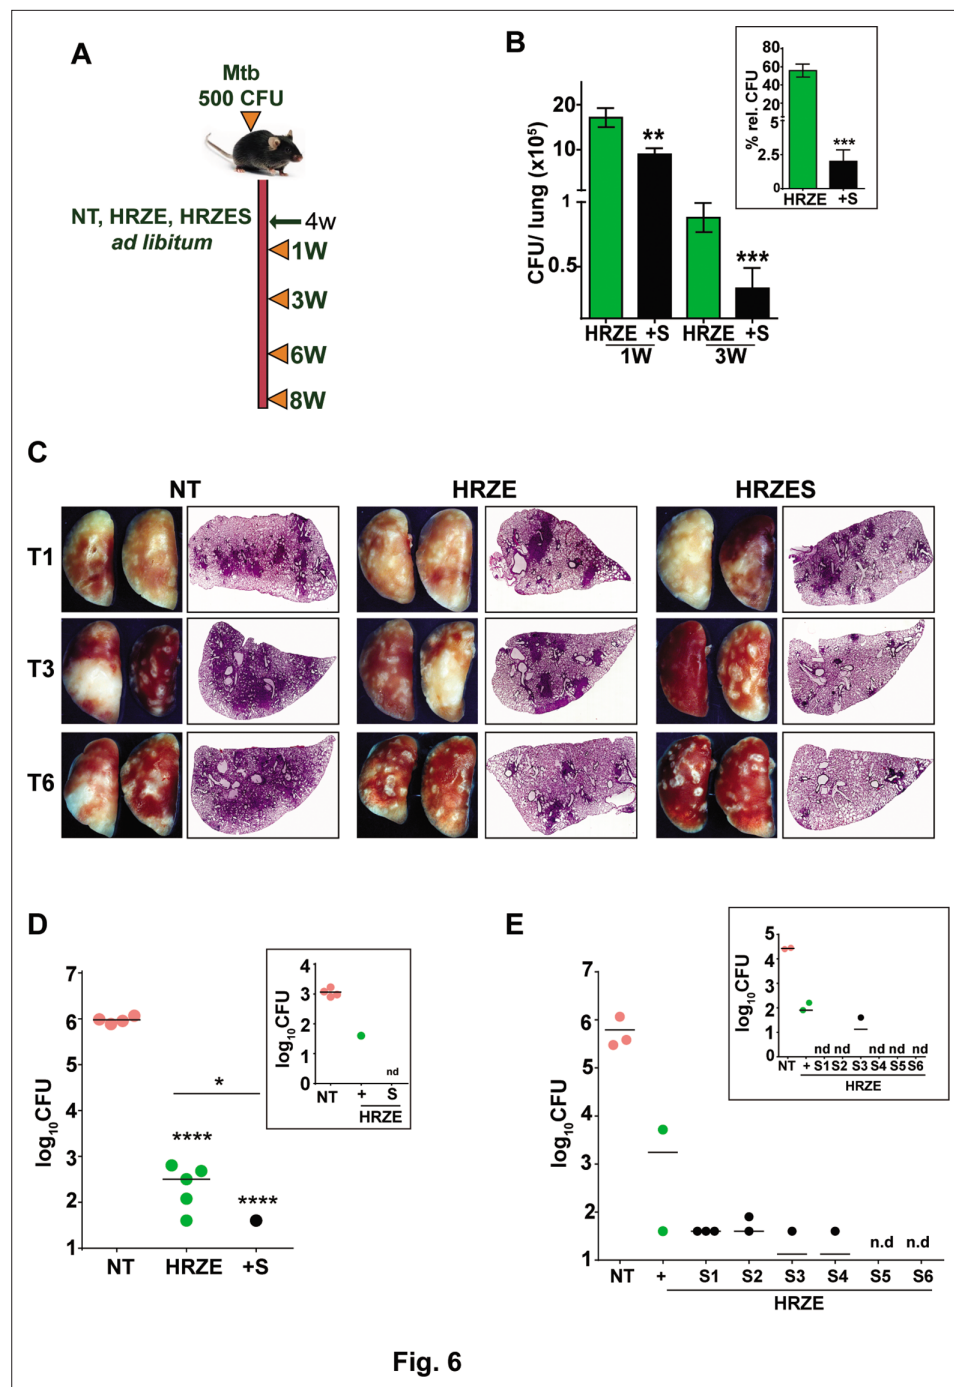 A
Mtb
500 CFU
NT, HRZE, HRZES
ad libitum
4w
1W
3W
6W
8W
B
CFU/ lung (x10⁵)
20
10
1
0.5
**
***
HRZE +S HRZE +S
1W 3W
% rel. CFU
60
40
20
0
5
2.5
0
***
HRZE +S
C
NT HRZE HRZES
T1
T3
T6
D
log₁₀CFU
7
6
5
4
3
2
1
*
****
****
NT HRZE +S
log₁₀CFU
4
3
2
1
0
nd
NT + S
HRZE
E
log₁₀CFU
7
6
5
4
3
2
1
n.d n.d
NT + S1 S2 S3 S4 S5 S6
HRZE
log₁₀CFU
5
4
3
2
1
0
nd nd nd nd nd
NT + S1 S2 S3 S4 S5 S6
HRZE
Fig. 6